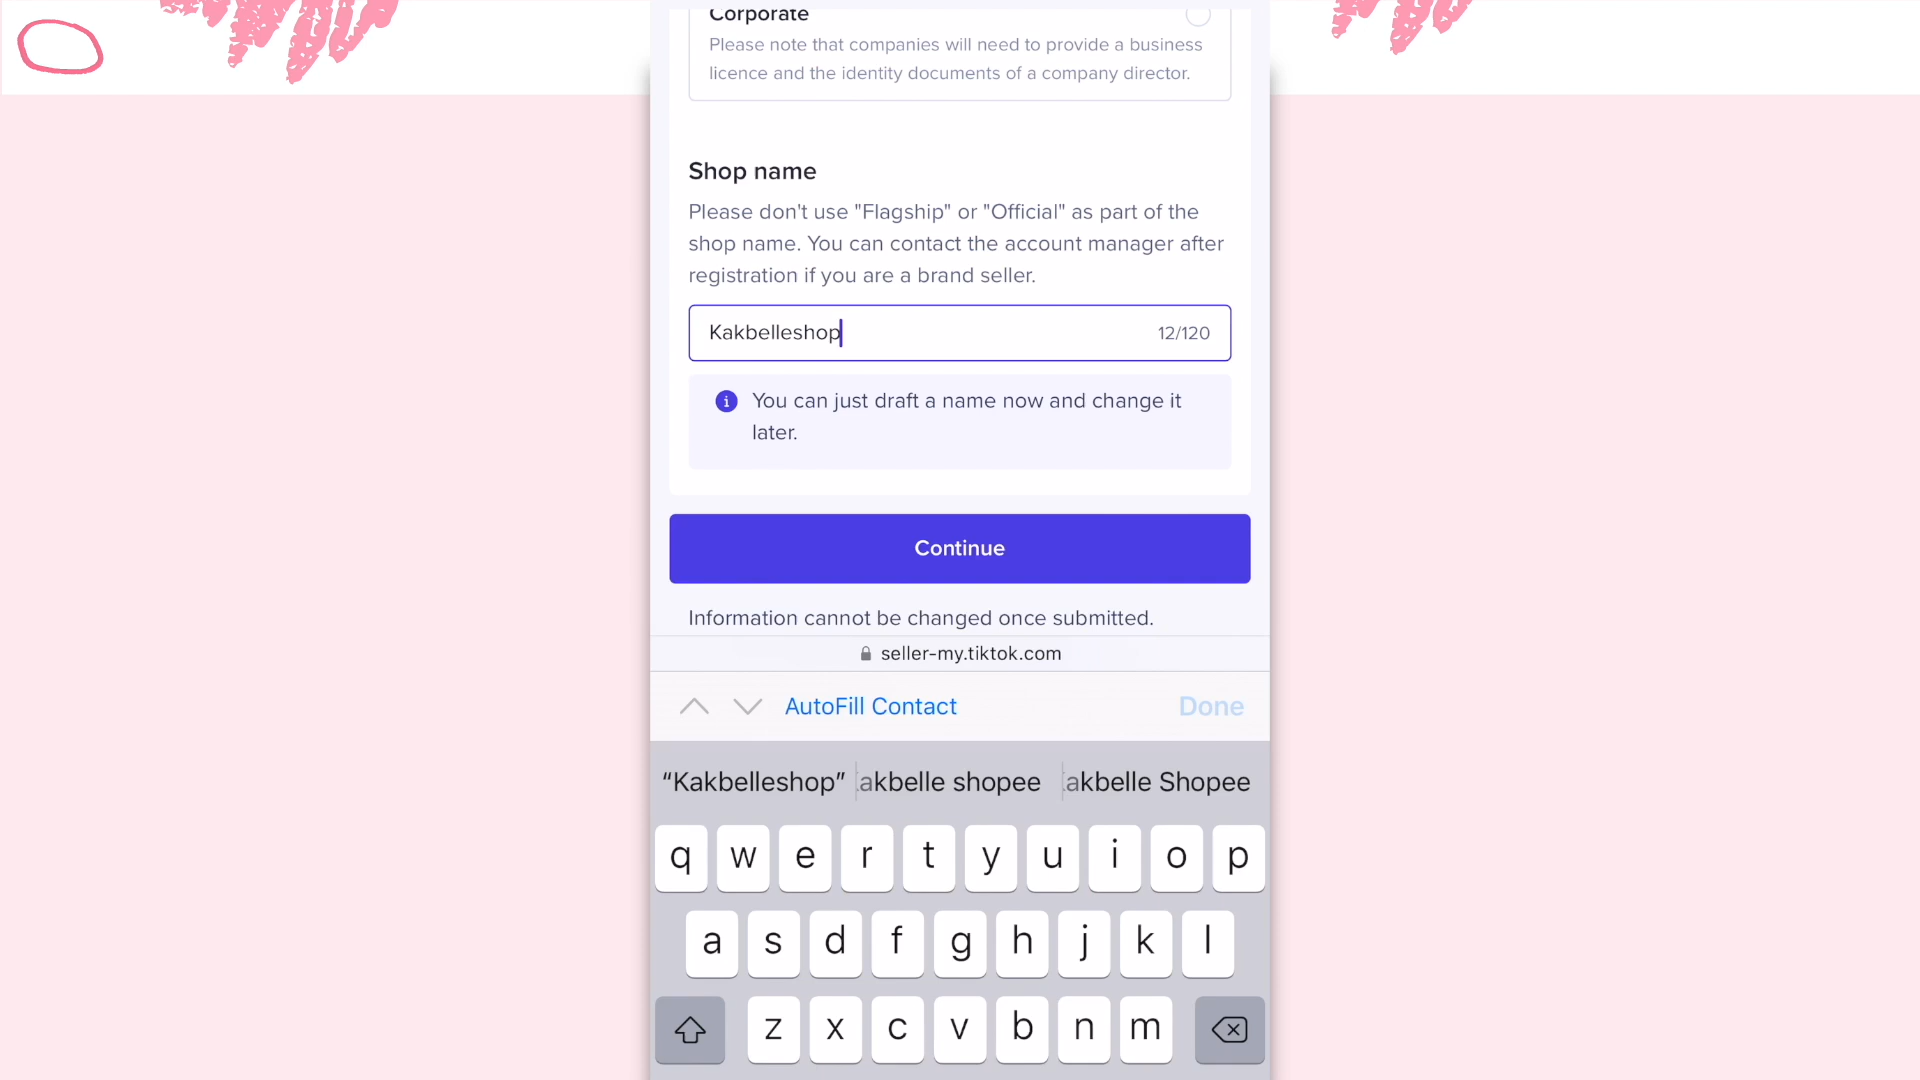 Corporate
Please note that companies will need to provide a business
licence and the identity documents of a company director.
Shop name
Please don't use "Flagship" or "Official" as part of the
shop name. You can contact the account manager after
registration if you are a brand seller.
Kakbelleshop 12/120
You can just draft a name now and change it
later.
Continue
Information cannot be changed once submitted.
seller-my.tiktok.com
AutoFill Contact Done
“Kakbelleshop” akbelle shopee akbelle Shopee
q w e r t y u i o p
a s d f g h j k l
z x c v b n m